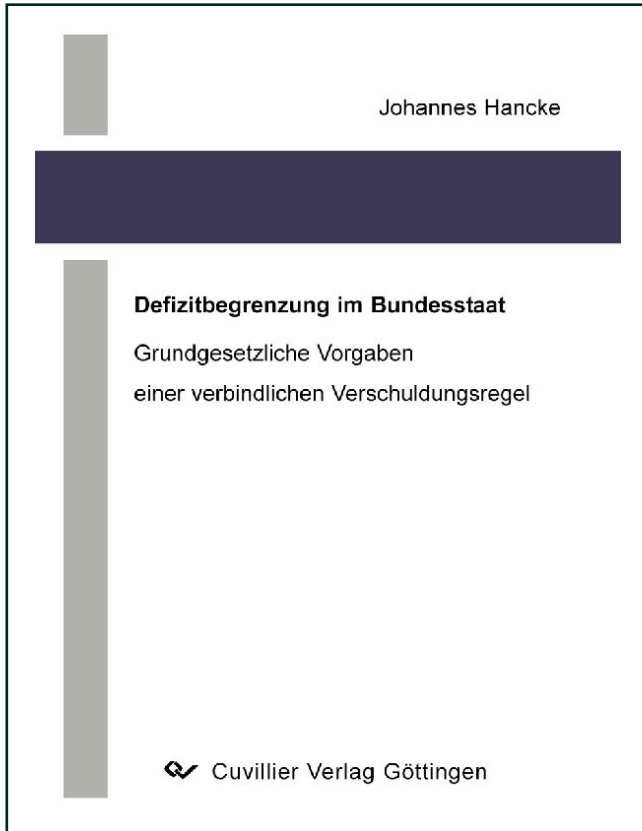 Johannes Hancke
Defizitbegrenzung im Bundesstaat
Grundgesetzliche Vorgaben
einer verbindlichen Verschuldungsregel
Cuvillier Verlag Göttingen